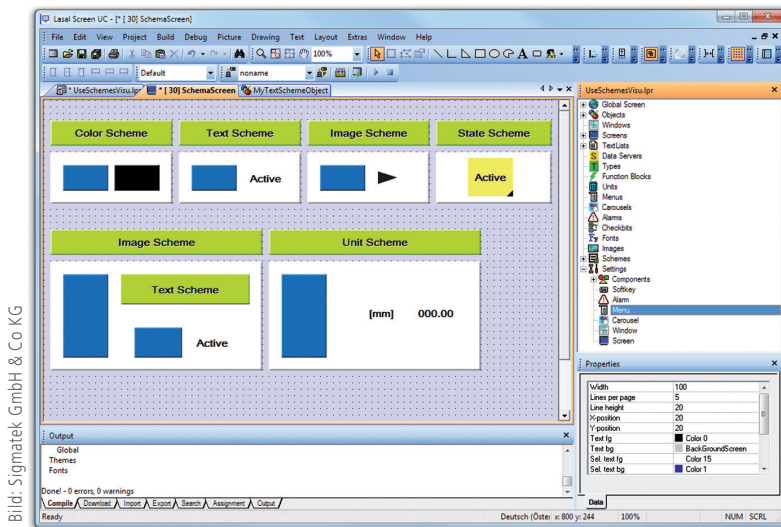 Lasal Screen UC - [* [ 30] SchemaScreen]
File Edit View Project Build Debug Picture Drawing Text Layout Extras Window Help
100%
Default noname
* UseSchemesVisu.lpr * [ 30] SchemaScreen MyTextSchemeObject
Color Scheme Text Scheme Image Scheme State Scheme
Active Active
Image Scheme Unit Scheme
Text Scheme
[mm] 000.00
Active
UseSchemesVisu.lpr
Global Screen
Objects
Windows
Screens
TextLists
Data Servers
Types
Function Blocks
Units
Menus
Carousels
Alarms
Checkbits
Fonts
Images
Schemes
Settings
Components
Softkey
Alarm
Menu
Carousel
Window
Screen
Properties
Width 100
Lines per page 5
Line height 20
X-position 20
Y-position 20
Text fg Color 0
Text bg BackGroundScreen
Sel. text fg Color 15
Sel. text bg Color 1
Data
Output
Global
Themes
Fonts
Done! - 0 errors, 0 warnings
Compile Download Import Export Search Assignment Output
Ready Deutsch (Öster x: 800 y: 244 100% NUM SCRL
Bild: Sigmatek GmbH & Co KG